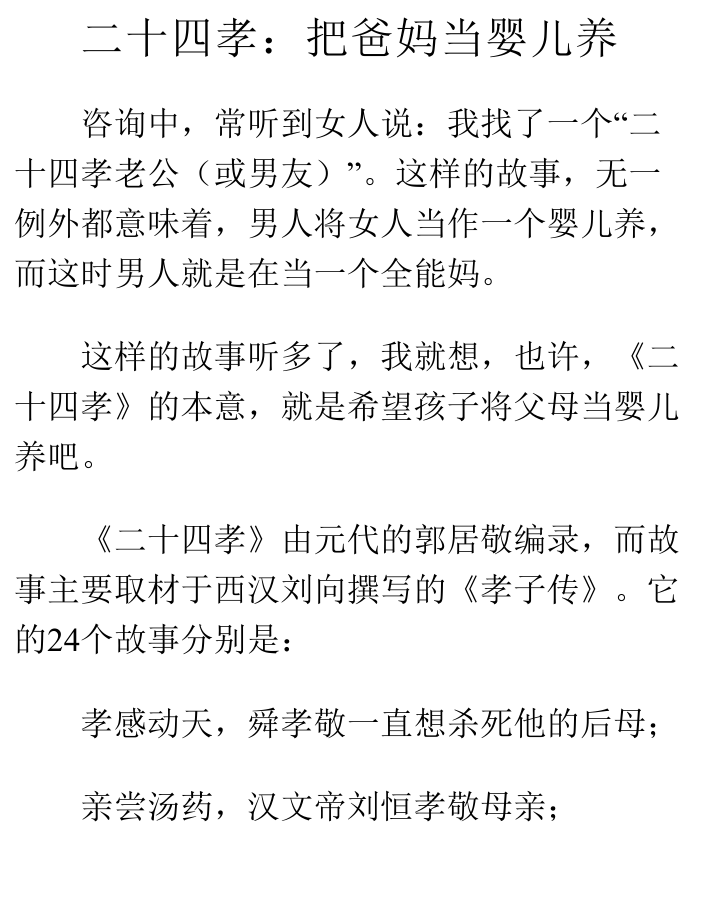 二十四孝：把爸妈当婴儿养
咨询中，常听到女人说：我找了一个“二
十四孝老公（或男友）”。这样的故事，无一
例外都意味着，男人将女人当作一个婴儿养，
而这时男人就是在当一个全能妈。
这样的故事听多了，我就想，也许，《二
十四孝》的本意，就是希望孩子将父母当婴儿
养吧。
《二十四孝》由元代的郭居敬编录，而故
事主要取材于西汉刘向撰写的《孝子传》。它
的24个故事分别是：
孝感动天，舜孝敬一直想杀死他的后母；
亲尝汤药，汉文帝刘恒孝敬母亲；